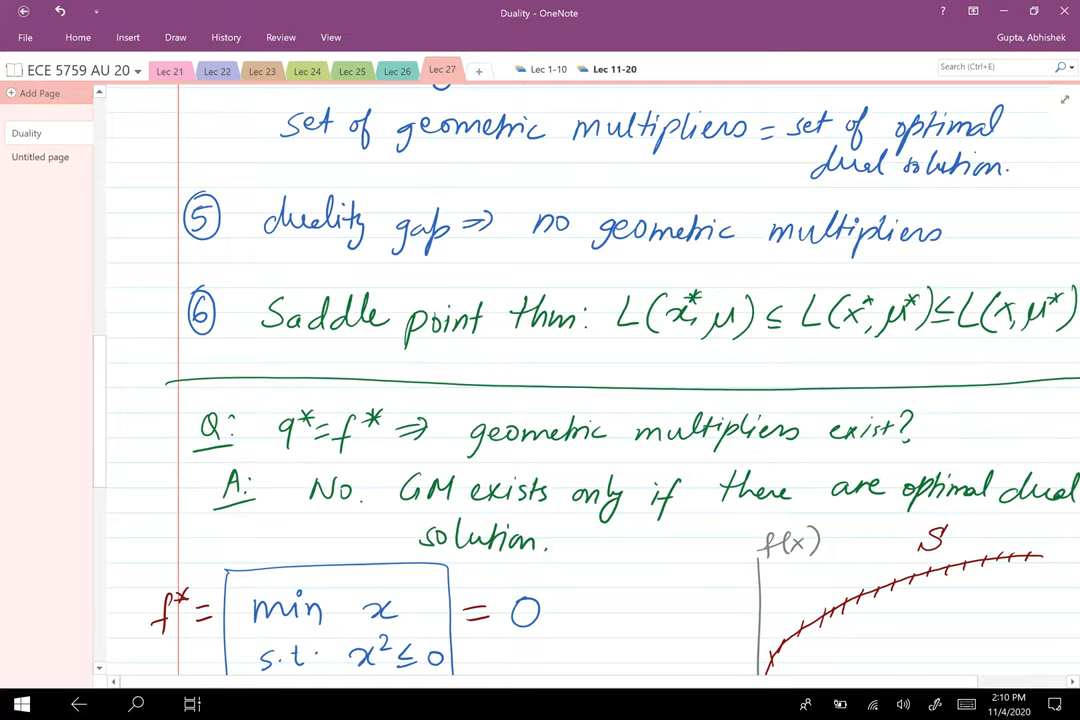 Duality - OneNote
?
File Home Insert Draw History Review View
Gupta, Abhishek
ECE 5759 AU 20
Lec 21 Lec 22 Lec 23 Lec 24 Lec 25 Lec 26 Lec 27 + Lec 1-10 Lec 11-20
Search (Ctrl+E)
Add Page
Duality
Untitled page
set of geometric multipliers = set of optimal
dual solution.
⑤ duality gap ⇒ no geometric multipliers
⑥ Saddle point thm: L(x*, μ) ≤ L(x*, μ*) ≤ L(x, μ*)
Q: q* = f* ⇒ geometric multipliers exist?
A: No. GM exists only if there are optimal dual
solution.
f(x) S
f* = min x = 0
s.t. x² ≤ 0
2:10 PM
11/4/2020